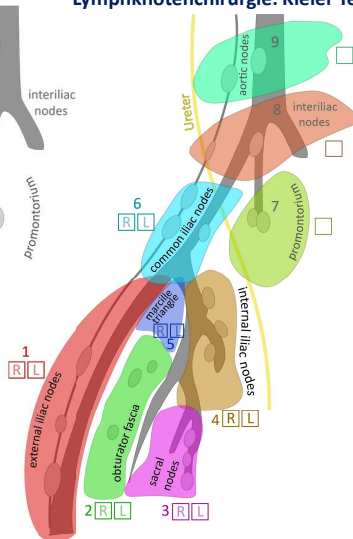 Lymphknotenchirurgie: Kieler Te
9
aortic nodes
interiliac
nodes
8 interiliac
nodes
Ureter
promontorium
6
R L
common iliac nodes
7
promontorium
marcille
triangle
R L
5
internal iliac
nodes
1
R L
external iliac nodes
obturator fascia
4 R L
sacral
nodes
2 R L
3 R L